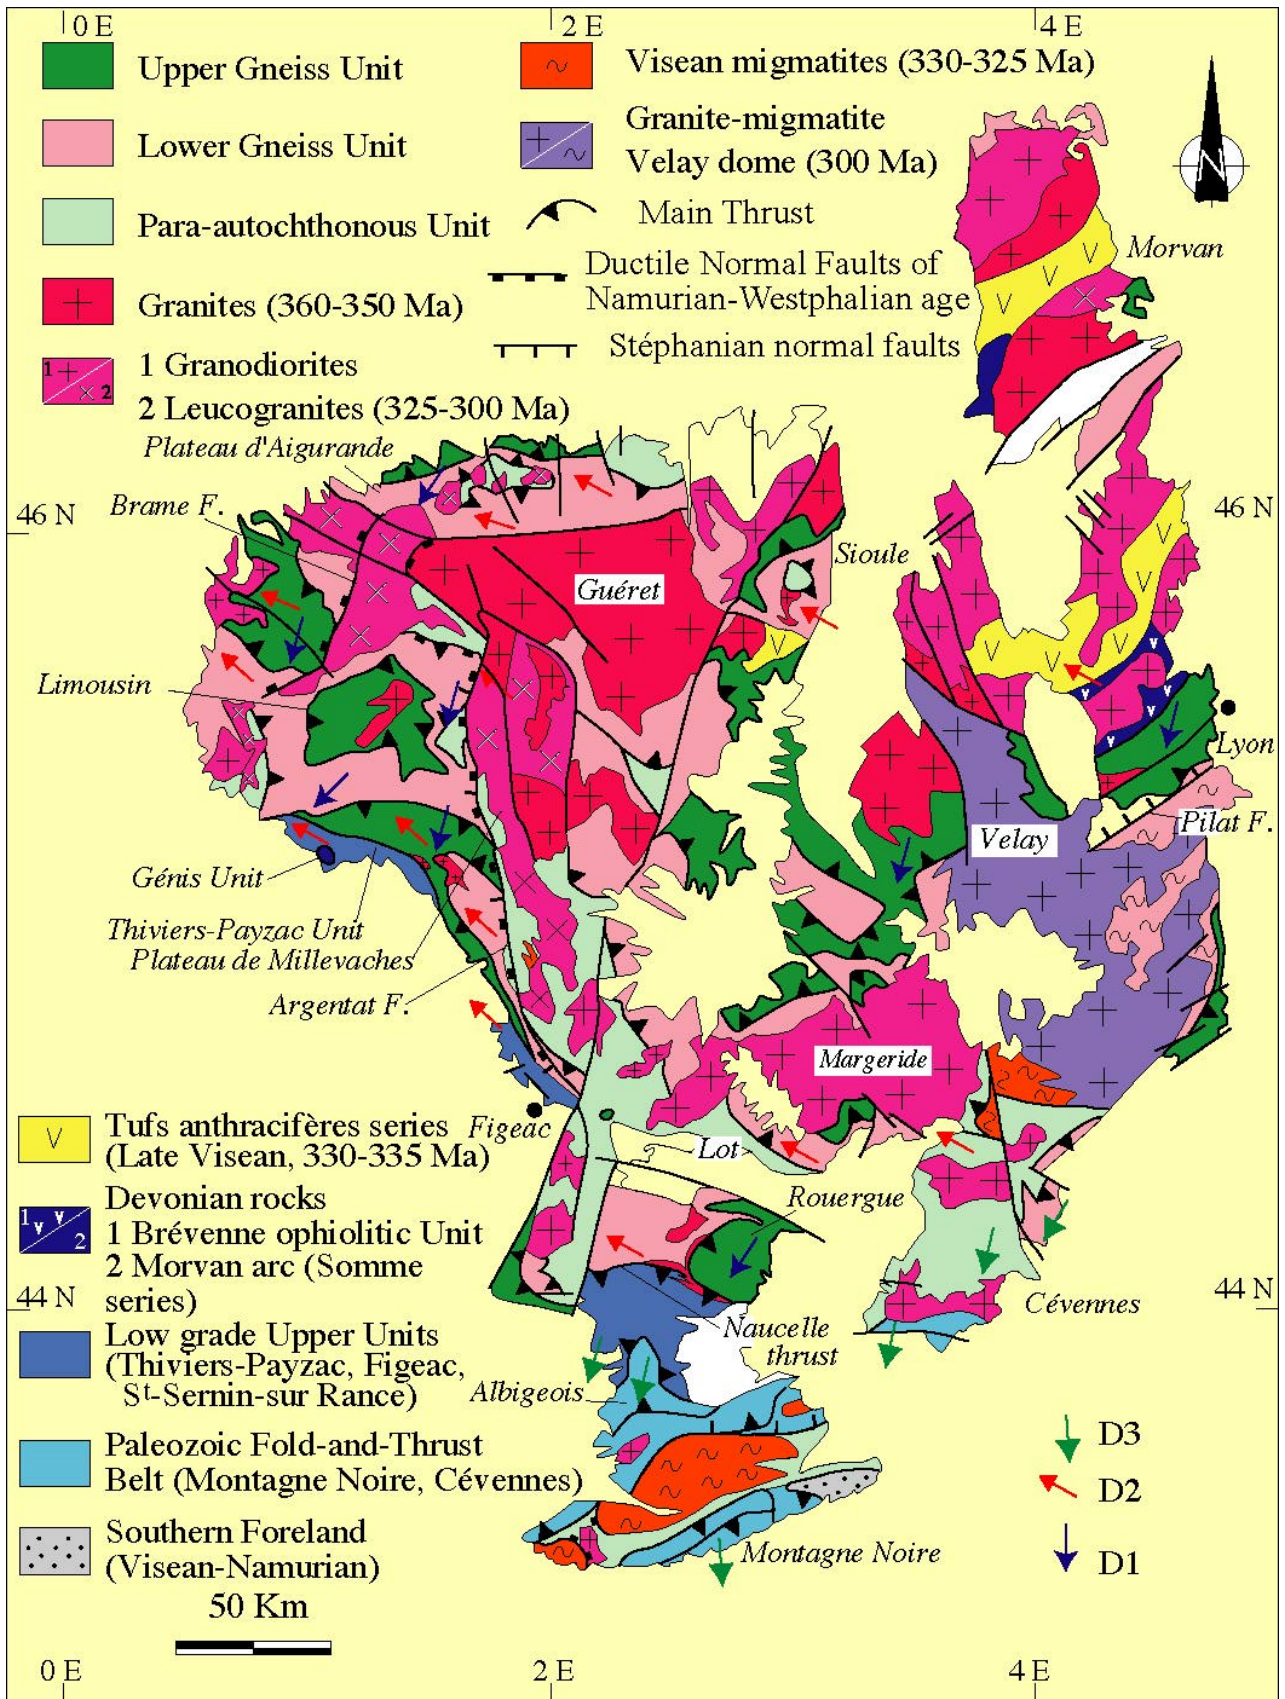 0 E
2 E
4 E
Upper Gneiss Unit
Lower Gneiss Unit
Para-autochthonous Unit
Granites (360-350 Ma)
1
2
1 Granodiorites
2 Leucogranites (325-300 Ma)
Visean migmatites (330-325 Ma)
Granite-migmatite
Velay dome (300 Ma)
Main Thrust
Ductile Normal Faults of
Namurian-Westphalian age
Stéphanian normal faults
N
Morvan
Plateau d'Aigurande
Brame F.
46 N
46 N
Sioule
Guéret
Limousin
Lyon
Pilat F.
Velay
Génis Unit
Thiviers-Payzac Unit
Plateau de Millevaches
Argentat F.
Margeride
Figeac
Lot
Rouergue
Tufs anthracifères series
(Late Visean, 330-335 Ma)
1
2
Devonian rocks
1 Brévenne ophiolitic Unit
2 Morvan arc (Somme
series)
44 N
44 N
Cévennes
Naucelle
thrust
Low grade Upper Units
(Thiviers-Payzac, Figeac,
St-Sernin-sur Rance)
Albigeois
Paleozoic Fold-and-Thrust
Belt (Montagne Noire, Cévennes)
Southern Foreland
(Visean-Namurian)
Montagne Noire
D3
D2
D1
50 Km
0 E
2 E
4 E